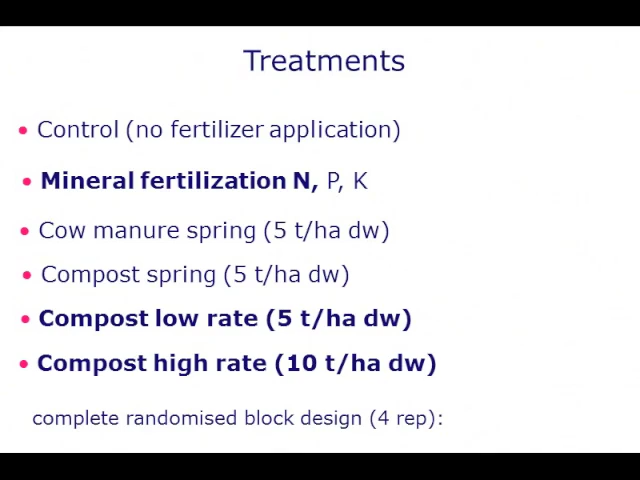 Treatments
• Control (no fertilizer application)
• Mineral fertilization N, P, K
• Cow manure spring (5 t/ha dw)
• Compost spring (5 t/ha dw)
• Compost low rate (5 t/ha dw)
• Compost high rate (10 t/ha dw)
complete randomised block design (4 rep):